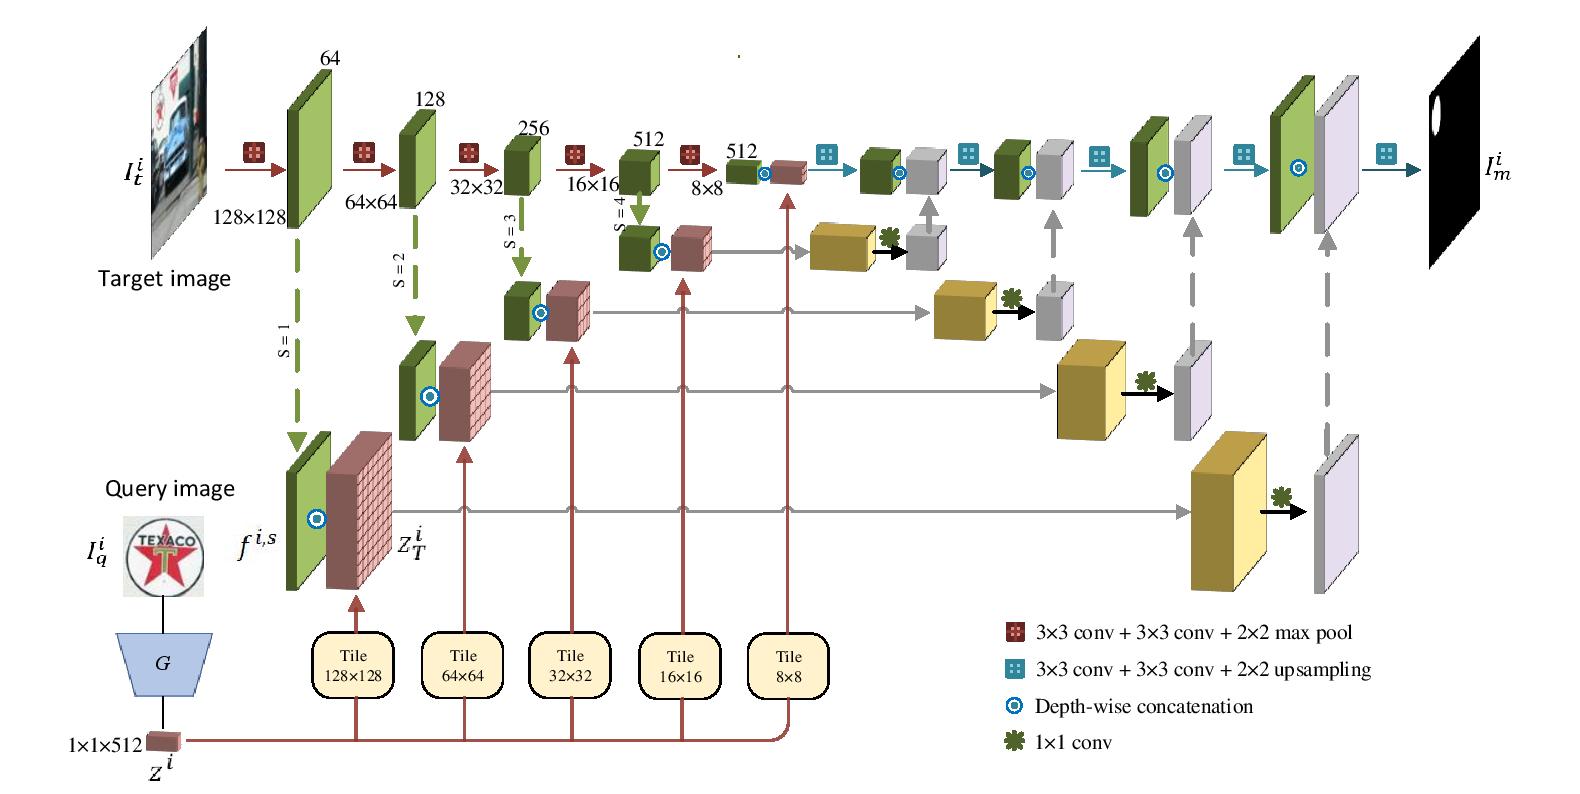 64
128
256
512
512
I_t^i
128×128
64×64
32×32
16×16
8×8
I_m^i
Target image
S = 1
S = 2
S = 3
S = 4
Query image
I_q^i
TEXACO
T
f^{i,s}
Z_T^i
G
Tile
128×128
Tile
64×64
Tile
32×32
Tile
16×16
Tile
8×8
1×1×512
Z^i
3×3 conv + 3×3 conv + 2×2 max pool
3×3 conv + 3×3 conv + 2×2 upsampling
Depth-wise concatenation
1×1 conv